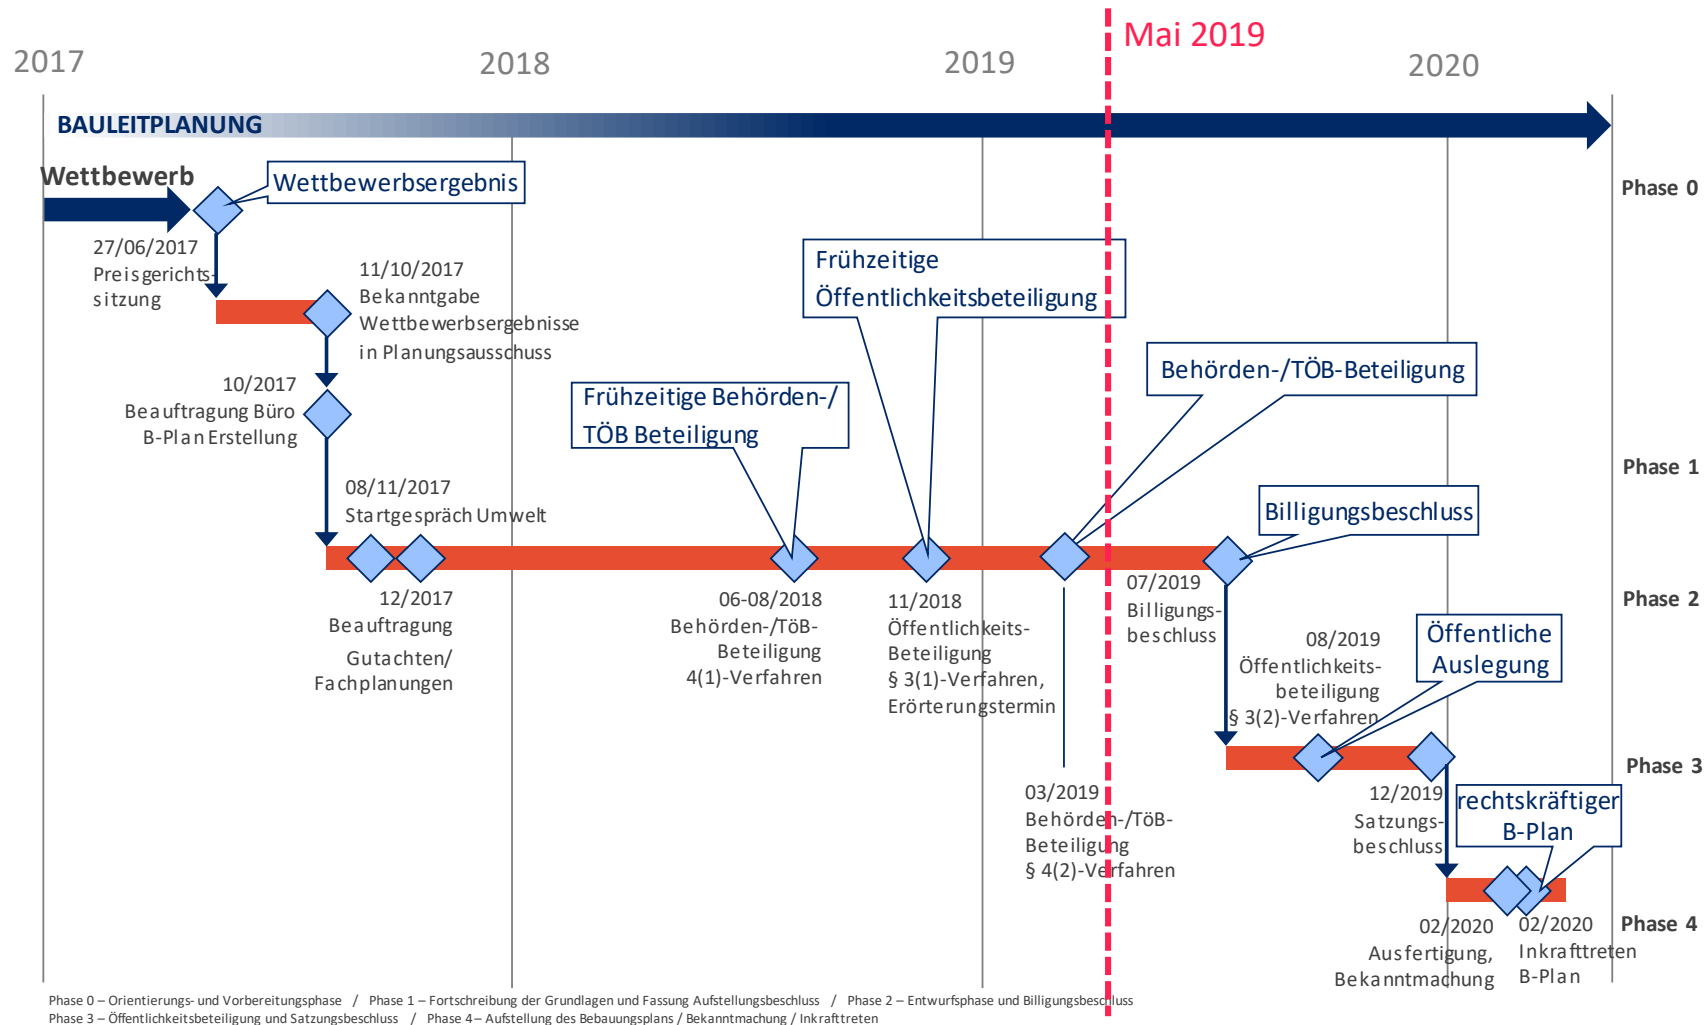 Mai 2019
2017
2018
2019
2020
BAULEITPLANUNG
Wettbewerb
Wettbewerbsergebnis
Phase 0
27/06/2017
Preisgerichts-
sitzung
11/10/2017
Bekanntgabe
Wettbewerbsergebnisse
in Planungsausschuss
Frühzeitige
Öffentlichkeitsbeteiligung
10/2017
Beauftragung Büro
B-Plan Erstellung
Frühzeitige Behörden-/
TÖB Beteiligung
Behörden-/TÖB-Beteiligung
Phase 1
08/11/2017
Startgespräch Umwelt
Billigungsbeschluss
12/2017
Beauftragung
Gutachten/
Fachplanungen
06-08/2018
Behörden-/TöB-
Beteiligung
4(1)-Verfahren
11/2018
Öffentlichkeits-
Beteiligung
§ 3(1)-Verfahren,
Erörterungstermin
07/2019
Billigungs-
beschluss
Phase 2
08/2019
Öffentlichkeits-
beteiligung
§ 3(2)-Verfahren
Öffentliche
Auslegung
03/2019
Behörden-/TöB-
Beteiligung
§ 4(2)-Verfahren
Phase 3
12/2019
Satzungs-
beschluss
rechtskräftiger
B-Plan
02/2020
Ausfertigung,
Bekanntmachung
02/2020
Inkrafttreten
B-Plan
Phase 4
Phase 0 – Orientierungs- und Vorbereitungsphase / Phase 1 – Fortschreibung der Grundlagen und Fassung Aufstellungsbeschluss / Phase 2 – Entwurfsphase und Billigungsbeschluss
Phase 3 – Öffentlichkeitsbeteiligung und Satzungsbeschluss / Phase 4 – Aufstellung des Bebauungsplans / Bekanntmachung / Inkrafttreten